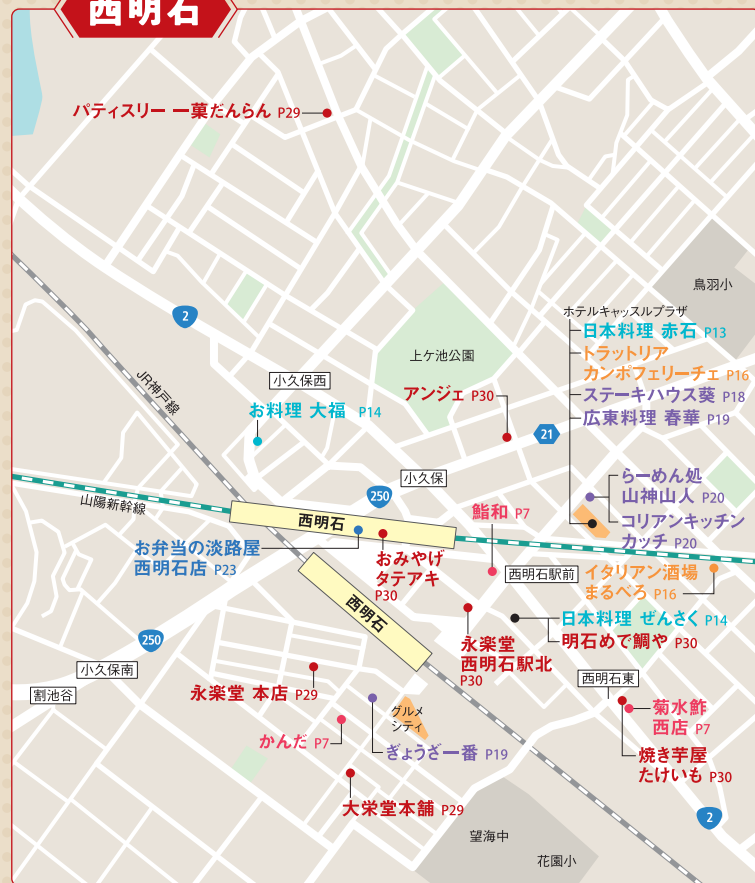 西明石
パティスリー 一菓だんらん P29
鳥羽小
2
ホテルキャッスルプラザ
日本料理 赤石 P13
トラットリア
カンポフェリーチェ P16
ステーキハウス葵 P18
広東料理 春華 P19
上ケ池公園
JR神戸線
小久保西
お料理 大福 P14
アンジェ P30
21
小久保
250
らーめん処
山神山人 P20
コリアンキッチン
カッチ P20
山陽新幹線
西明石
鮨和 P7
お弁当の淡路屋
西明石店 P23
おみやげ
タテアキ
P30
西明石駅前
イタリアン酒場
まるべろ P16
西明石
日本料理 ぜんさく P14
明石めで鯛や P30
永楽堂
西明石駅北
P30
250
小久保南
割池谷
永楽堂 本店 P29
西明石東
グルメ
シティ
菊水鮓
西店 P7
かんだ P7
ぎょうざ一番 P19
焼き芋屋
たけいも P30
大栄堂本舗 P29
2
望海中
花園小